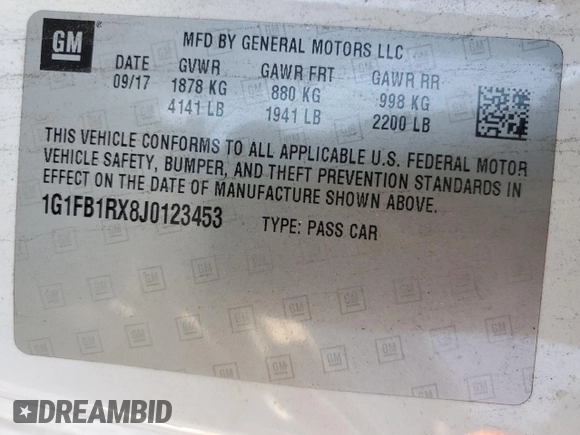 GM
MFD BY GENERAL MOTORS LLC
DATE GVWR GAWR FRT GAWR RR
09/17 1878 KG 880 KG 998 KG
4141 LB 1941 LB 2200 LB
THIS VEHICLE CONFORMS TO ALL APPLICABLE U.S. FEDERAL MOTOR
VEHICLE SAFETY, BUMPER, AND THEFT PREVENTION STANDARDS IN
EFFECT ON THE DATE OF MANUFACTURE SHOWN ABOVE.
1G1FB1RX8J0123453 TYPE: PASS CAR
DREAMBID